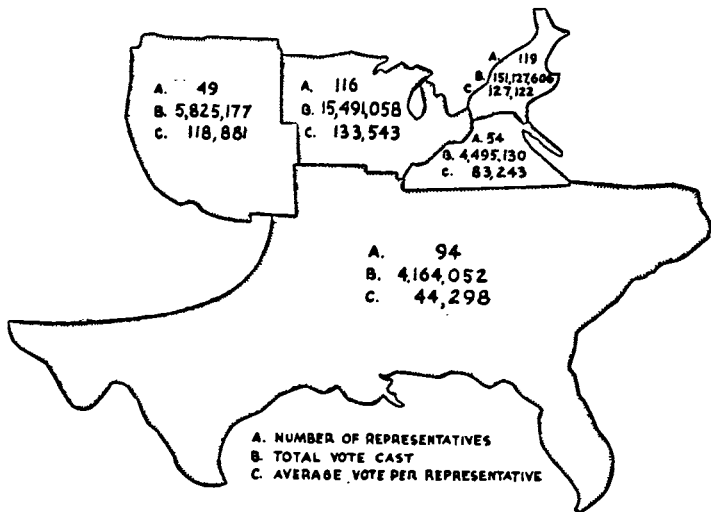 A. 49
B. 5,825,177
C. 118,881
A. 116
B. 15,491,058
C. 133,543
A. 119
B. 151,127,606
C. 127,122
A. 54
B. 4,495,130
C. 83,243
A. 94
B. 4,164,052
C. 44,298
A. NUMBER OF REPRESENTATIVES
B. TOTAL VOTE CAST
C. AVERAGE VOTE PER REPRESENTATIVE